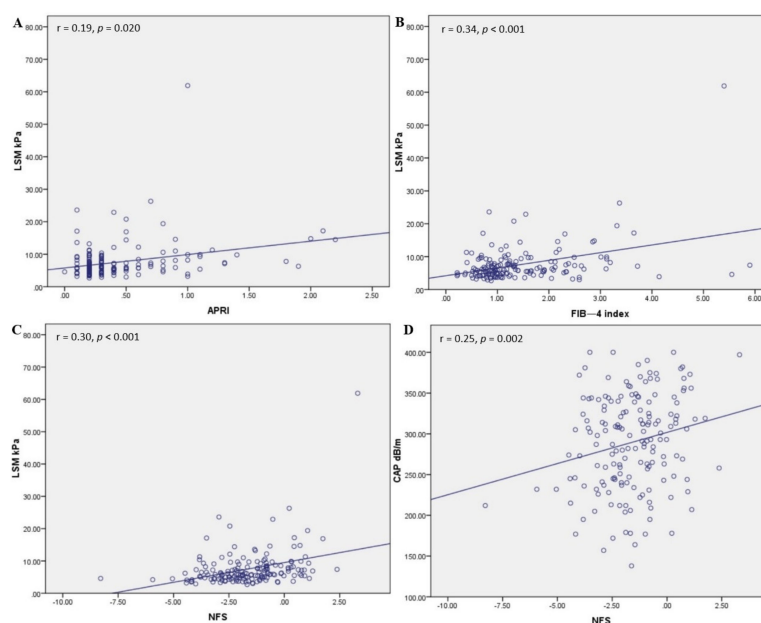 A
r = 0.19, p = 0.020
LSM kPa
80.00
70.00
60.00
50.00
40.00
30.00
20.00
10.00
.00
.00 .50 1.00 1.50 2.00 2.50
APRI
B
r = 0.34, p < 0.001
LSM kPa
80.00
70.00
60.00
50.00
40.00
30.00
20.00
10.00
.00
.00 1.00 2.00 3.00 4.00 5.00 6.00
FIB—4 index
C
r = 0.30, p < 0.001
LSM kPa
80.00
70.00
60.00
50.00
40.00
30.00
20.00
10.00
.00
-10.00 -7.50 -5.00 -2.50 .00 2.50
NFS
D
r = 0.25, p = 0.002
CAP dB/m
400.00
350.00
300.00
250.00
200.00
150.00
100.00
-10.00 -7.50 -5.00 -2.50 .00 2.50
NFS